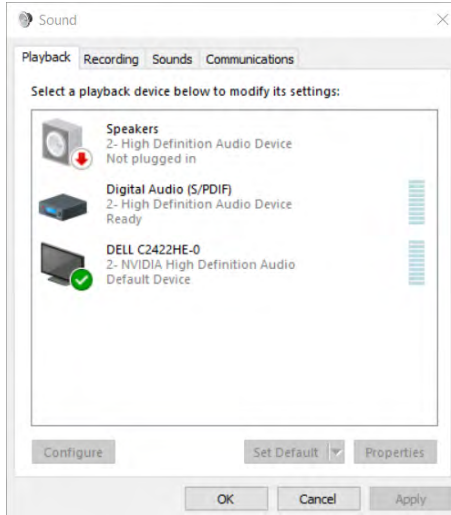 Sound
Playback Recording Sounds Communications
Select a playback device below to modify its settings:
Speakers
2- High Definition Audio Device
Not plugged in
Digital Audio (S/PDIF)
2- High Definition Audio Device
Ready
DELL C2422HE-0
2- NVIDIA High Definition Audio
Default Device
Configure Set Default Properties
OK Cancel Apply